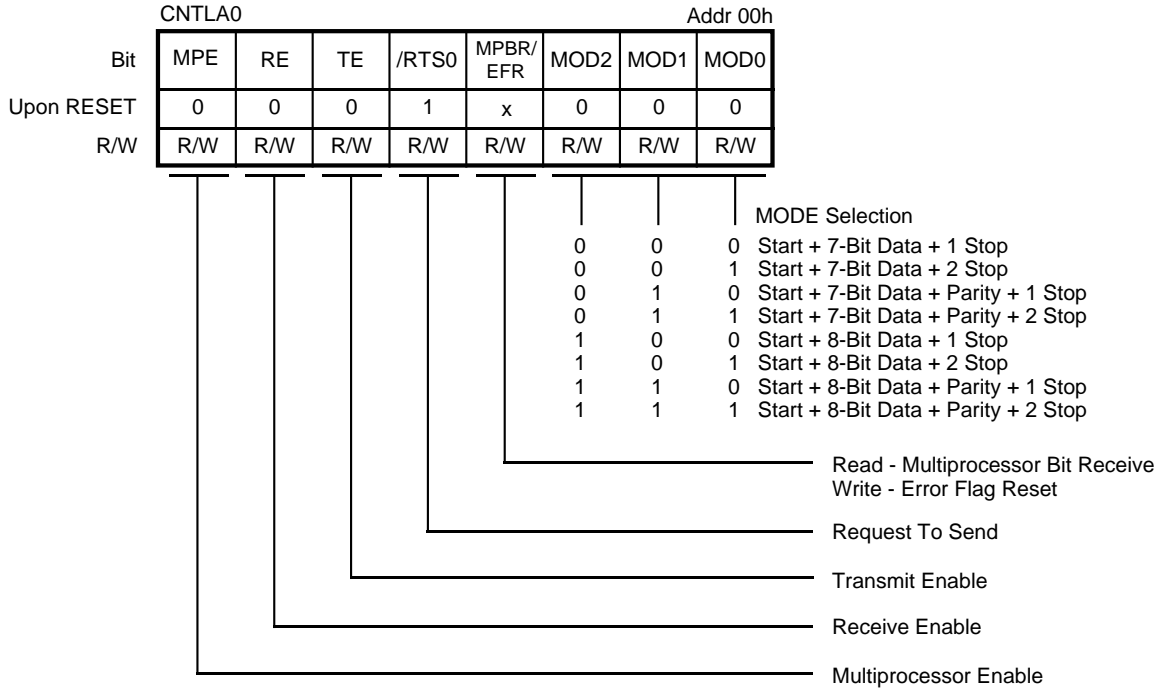 CNTLA0 Addr 00h
Bit MPE RE TE /RTS0 MPBR/ EFR MOD2 MOD1 MOD0
Upon RESET 0 0 0 1 x 0 0 0
R/W R/W R/W R/W R/W R/W R/W R/W R/W
MODE Selection
0 0 0 Start + 7-Bit Data + 1 Stop
0 0 1 Start + 7-Bit Data + 2 Stop
0 1 0 Start + 7-Bit Data + Parity + 1 Stop
0 1 1 Start + 7-Bit Data + Parity + 2 Stop
1 0 0 Start + 8-Bit Data + 1 Stop
1 0 1 Start + 8-Bit Data + 2 Stop
1 1 0 Start + 8-Bit Data + Parity + 1 Stop
1 1 1 Start + 8-Bit Data + Parity + 2 Stop
Read - Multiprocessor Bit Receive
Write - Error Flag Reset
Request To Send
Transmit Enable
Receive Enable
Multiprocessor Enable